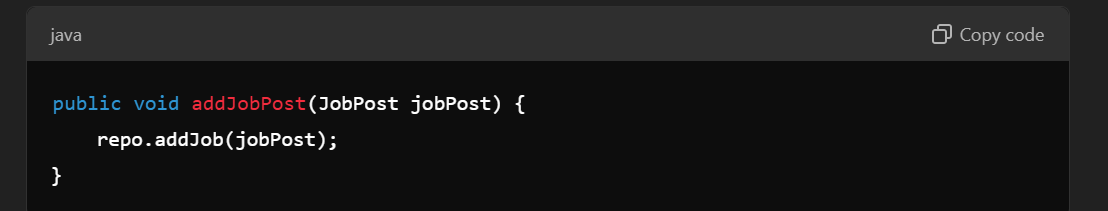 java
Copy code
public void addJobPost(JobPost jobPost) {
    repo.addJob(jobPost);
}